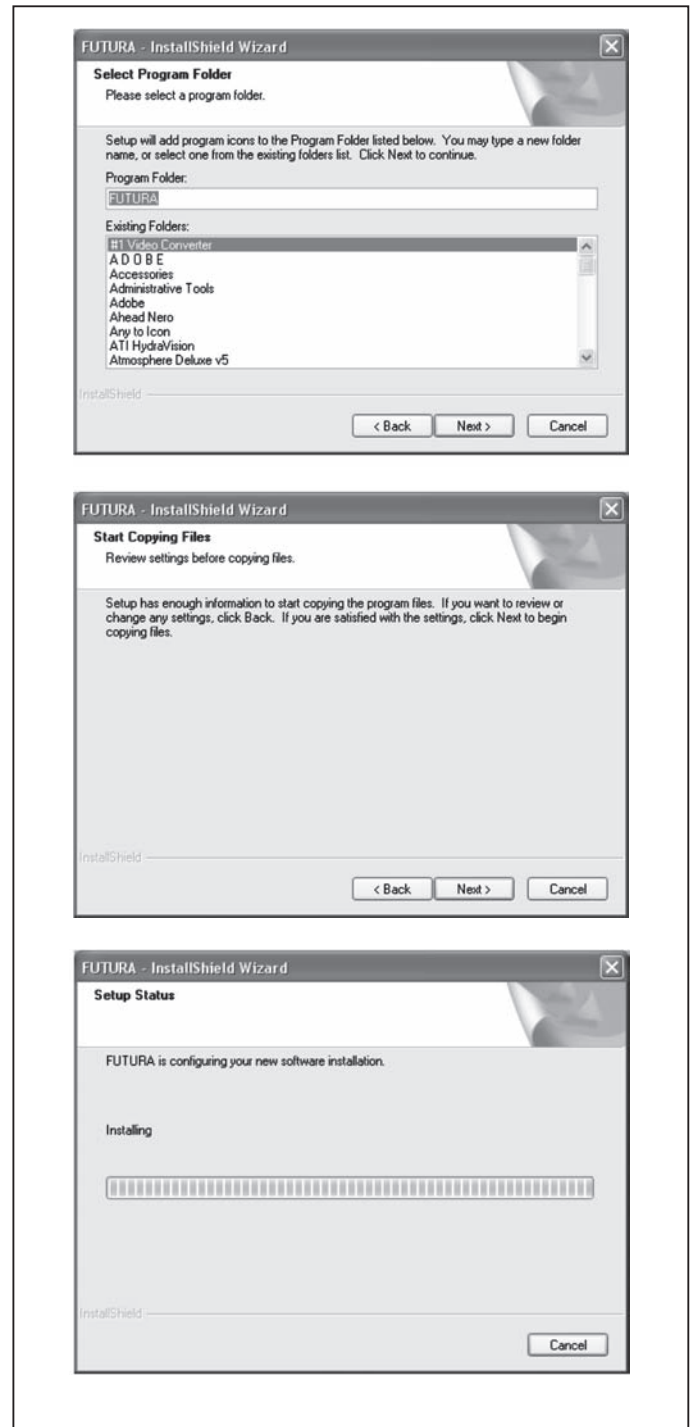 FUTURA - InstallShield Wizard
Select Program Folder
Please select a program folder.
Setup will add program icons to the Program Folder listed below. You may type a new folder
name, or select one from the existing folders list. Click Next to continue.
Program Folder:
FUTURA
Existing Folders:
#1 Video Converter
A D O B E
Accessories
Administrative Tools
Adobe
Ahead Nero
Any to Icon
ATI HydraVision
Atmosphere Deluxe v5
InstallShield
< Back Next > Cancel
FUTURA - InstallShield Wizard
Start Copying Files
Review settings before copying files.
Setup has enough information to start copying the program files. If you want to review or
change any settings, click Back. If you are satisfied with the settings, click Next to begin
copying files.
InstallShield
< Back Next > Cancel
FUTURA - InstallShield Wizard
Setup Status
FUTURA is configuring your new software installation.
Installing
InstallShield
Cancel